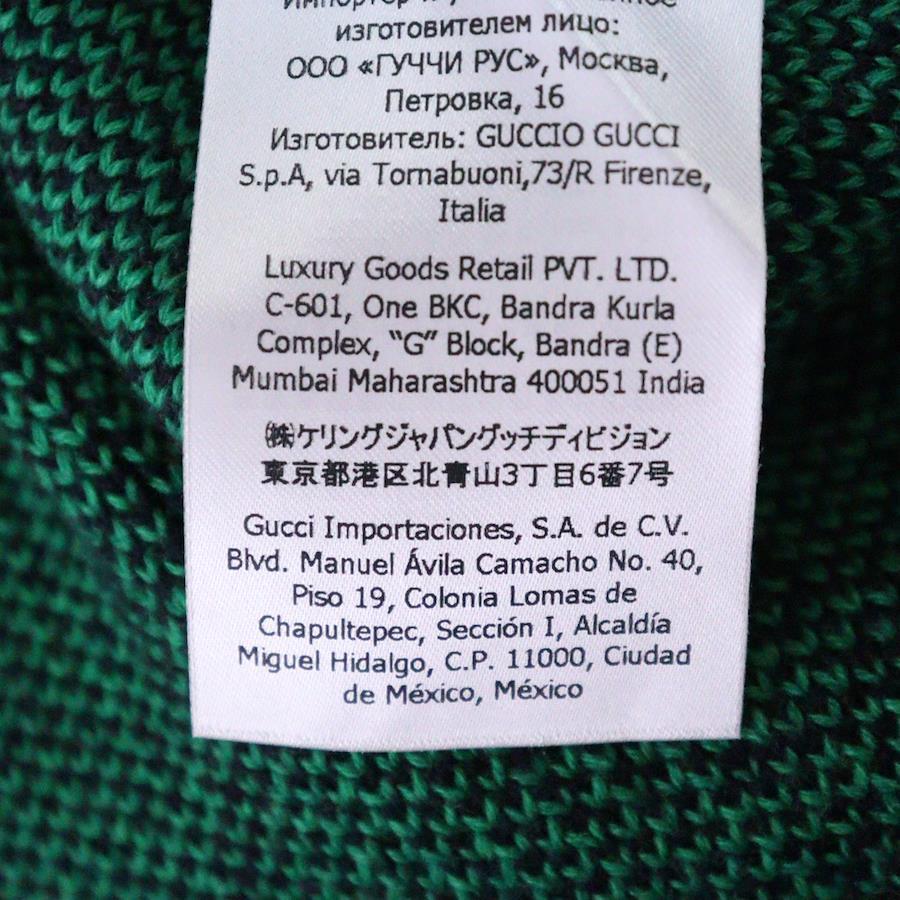 Импортер
изготовителем лицо:
ООО «ГУЧЧИ РУС», Москва,
Петровка, 16
Изготовитель: GUCCIO GUCCI
S.p.A, via Tornabuoni,73/R Firenze,
Italia
Luxury Goods Retail PVT. LTD.
C-601, One BKC, Bandra Kurla
Complex, “G” Block, Bandra (E)
Mumbai Maharashtra 400051 India
㈱ケリングジャパングッチディビジョン
東京都港区北青山3丁目6番7号
Gucci Importaciones, S.A. de C.V.
Blvd. Manuel Ávila Camacho No. 40,
Piso 19, Colonia Lomas de
Chapultepec, Sección I, Alcaldía
Miguel Hidalgo, C.P. 11000, Ciudad
de México, México